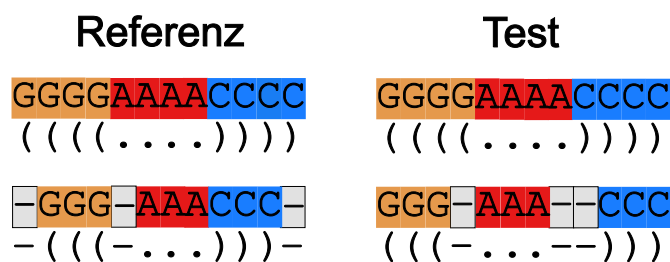 Referenz Test
GGGGAAAACCCC GGGGAAAACCCC
((((....)))) ((((....))))
-GGG-AAACCC- GGG-AAA--CCC
-(((-...)))- (((-...--)))